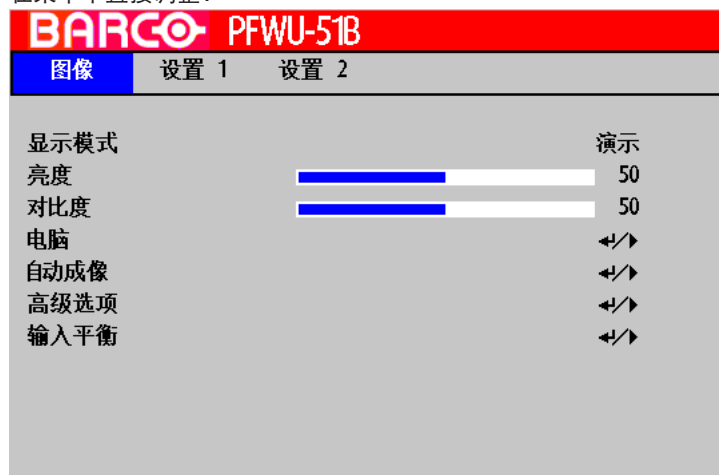 BARCO PFWU-51B
图像 设置 1 设置 2
显示模式 演示
亮度 50
对比度 50
电脑
自动成像
高级选项
输入平衡